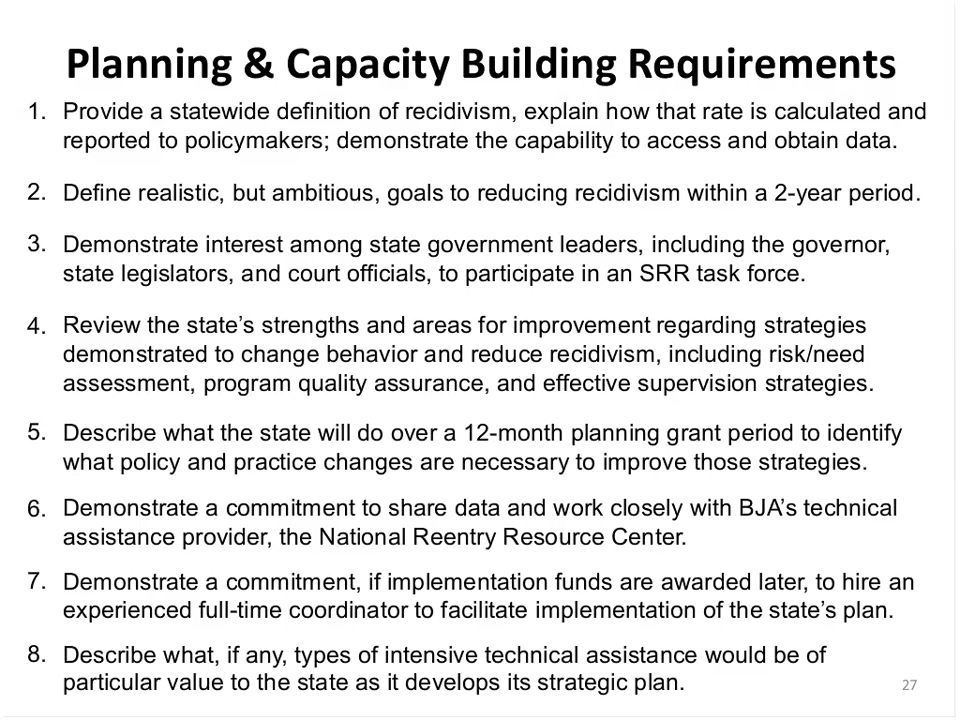 Planning & Capacity Building Requirements
1. Provide a statewide definition of recidivism, explain how that rate is calculated and
reported to policymakers; demonstrate the capability to access and obtain data.
2. Define realistic, but ambitious, goals to reducing recidivism within a 2-year period.
3. Demonstrate interest among state government leaders, including the governor,
state legislators, and court officials, to participate in an SRR task force.
4. Review the state’s strengths and areas for improvement regarding strategies
demonstrated to change behavior and reduce recidivism, including risk/need
assessment, program quality assurance, and effective supervision strategies.
5. Describe what the state will do over a 12-month planning grant period to identify
what policy and practice changes are necessary to improve those strategies.
6. Demonstrate a commitment to share data and work closely with BJA’s technical
assistance provider, the National Reentry Resource Center.
7. Demonstrate a commitment, if implementation funds are awarded later, to hire an
experienced full-time coordinator to facilitate implementation of the state’s plan.
8. Describe what, if any, types of intensive technical assistance would be of
particular value to the state as it develops its strategic plan.
27